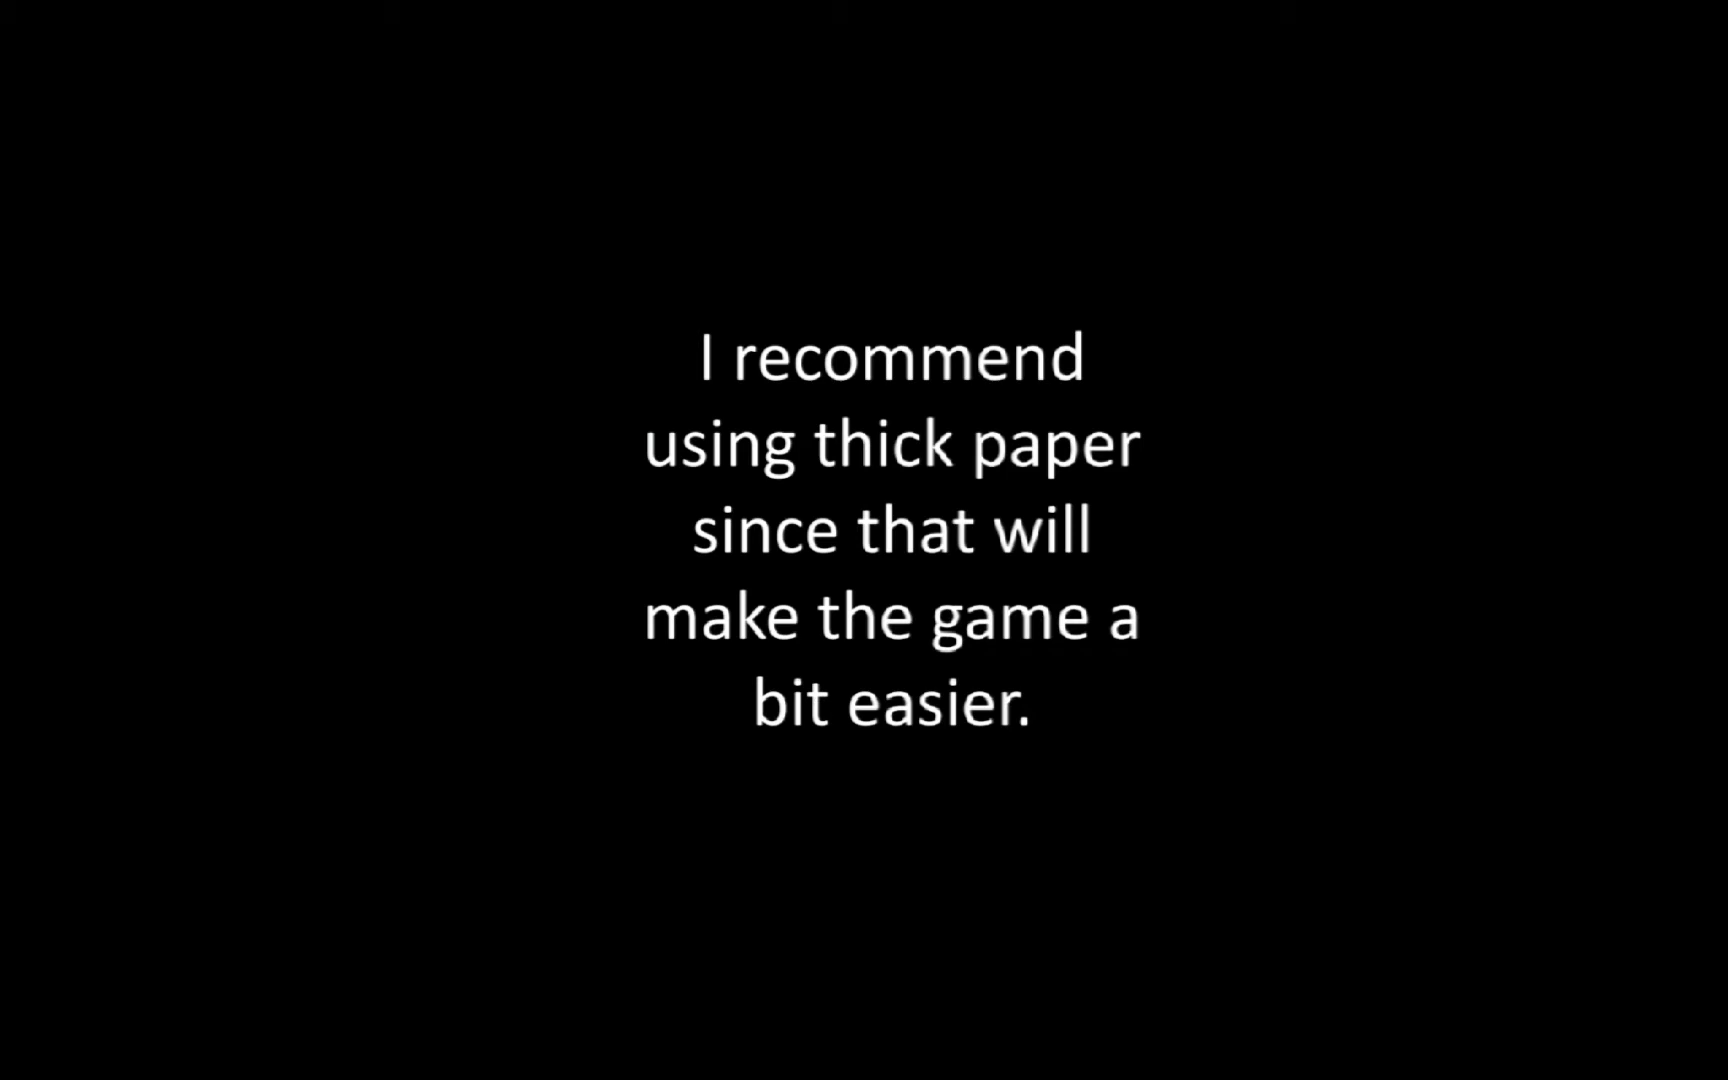 I recommend
using thick paper
since that will
make the game a
bit easier.